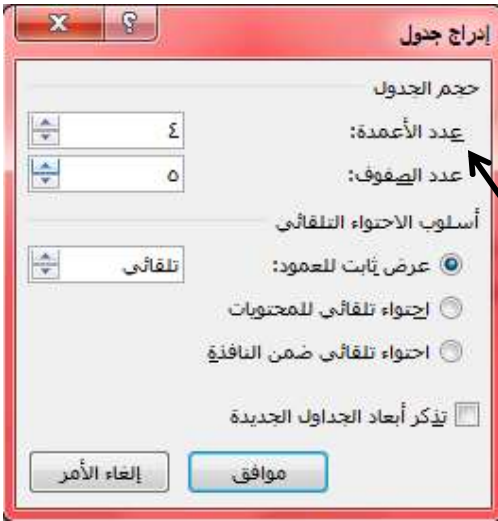 إدراج جدول
حجم الجدول
عدد الأعمدة: ٤
عدد الصفوف: ٥
أسلوب الاحتواء التلقائي
عرض ثابت للعمود: تلقائي
احتواء تلقائي للمحتويات
احتواء تلقائي ضمن النافذة
تذكر أبعاد الجداول الجديدة
موافق إلغاء الأمر